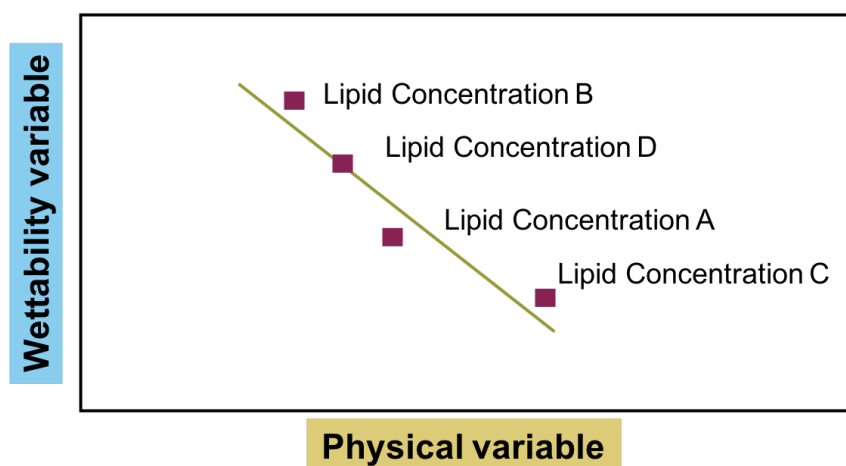 Wettability variable
Lipid Concentration B
Lipid Concentration D
Lipid Concentration A
Lipid Concentration C
Physical variable